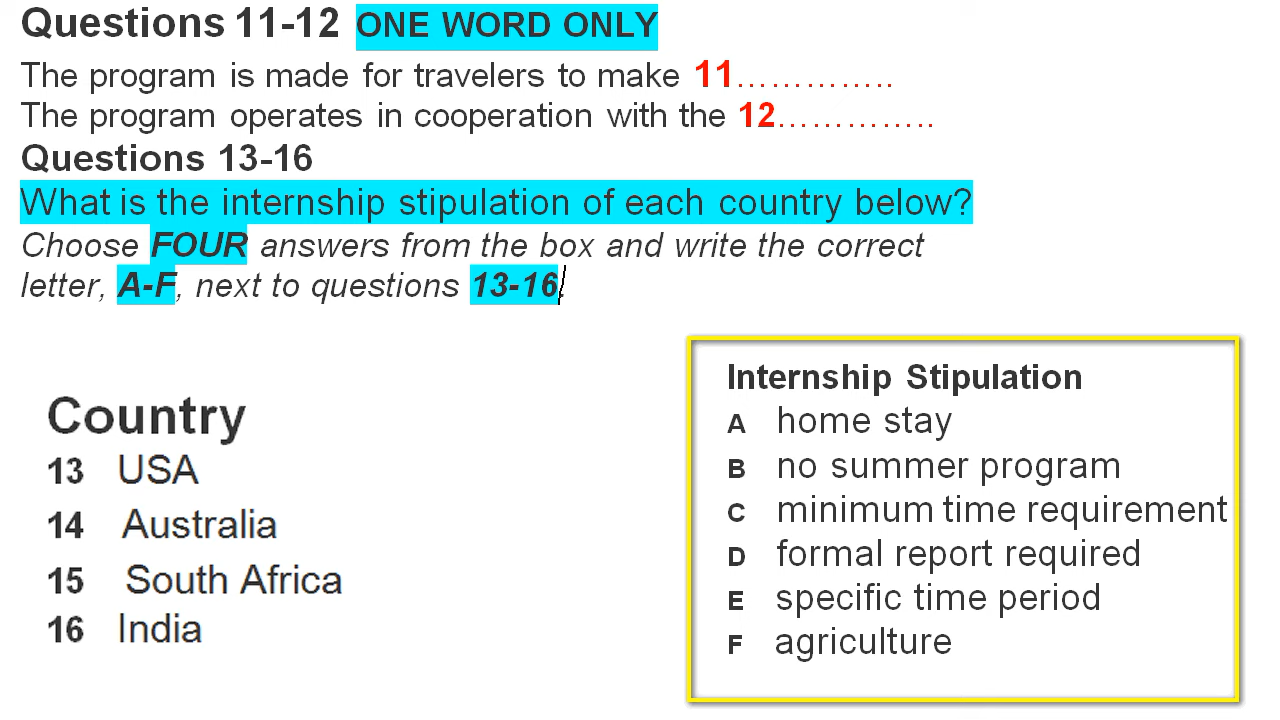 Questions 11-12 ONE WORD ONLY
The program is made for travelers to make 11…………..
The program operates in cooperation with the 12…………..
Questions 13-16
What is the internship stipulation of each country below?
Choose FOUR answers from the box and write the correct
letter, A-F, next to questions 13-16.
Country
13 USA
14 Australia
15 South Africa
16 India
Internship Stipulation
A home stay
B no summer program
C minimum time requirement
D formal report required
E specific time period
F agriculture